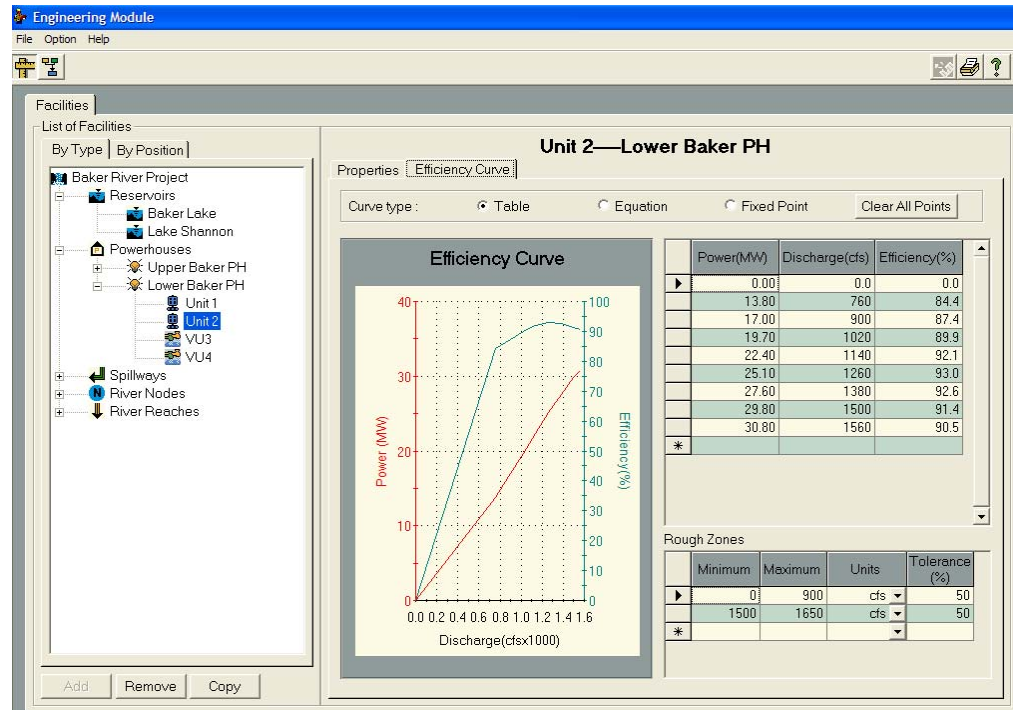 Engineering Module
File Option Help
Facilities
List of Facilities
By Type By Position
Baker River Project
Reservoirs
Baker Lake
Lake Shannon
Powerhouses
Upper Baker PH
Lower Baker PH
Unit 1
Unit 2
VU3
VU4
Spillways
N River Nodes
River Reaches
Add Remove Copy
Unit 2----Lower Baker PH
Properties Efficiency Curve
Curve type : Table Equation Fixed Point Clear All Points
Efficiency Curve
40 100
90
80
30 70
60
20 50
40
10 30
20
10
0 0
Power (MW)
Efficiency(%)
0.0 0.2 0.4 0.6 0.8 1.0 1.2 1.4 1.6
Discharge(cfsx1000)
Power(MW) Discharge(cfs) Efficiency(%)
0.00 0.0 0.0
13.80 760 84.4
17.00 900 87.4
19.70 1020 89.9
22.40 1140 92.1
25.10 1260 93.0
27.60 1380 92.6
29.80 1500 91.4
30.80 1560 90.5
*
Rough Zones
Minimum Maximum Units Tolerance
(%)
0 900 cfs 50
1500 1650 cfs 50
*